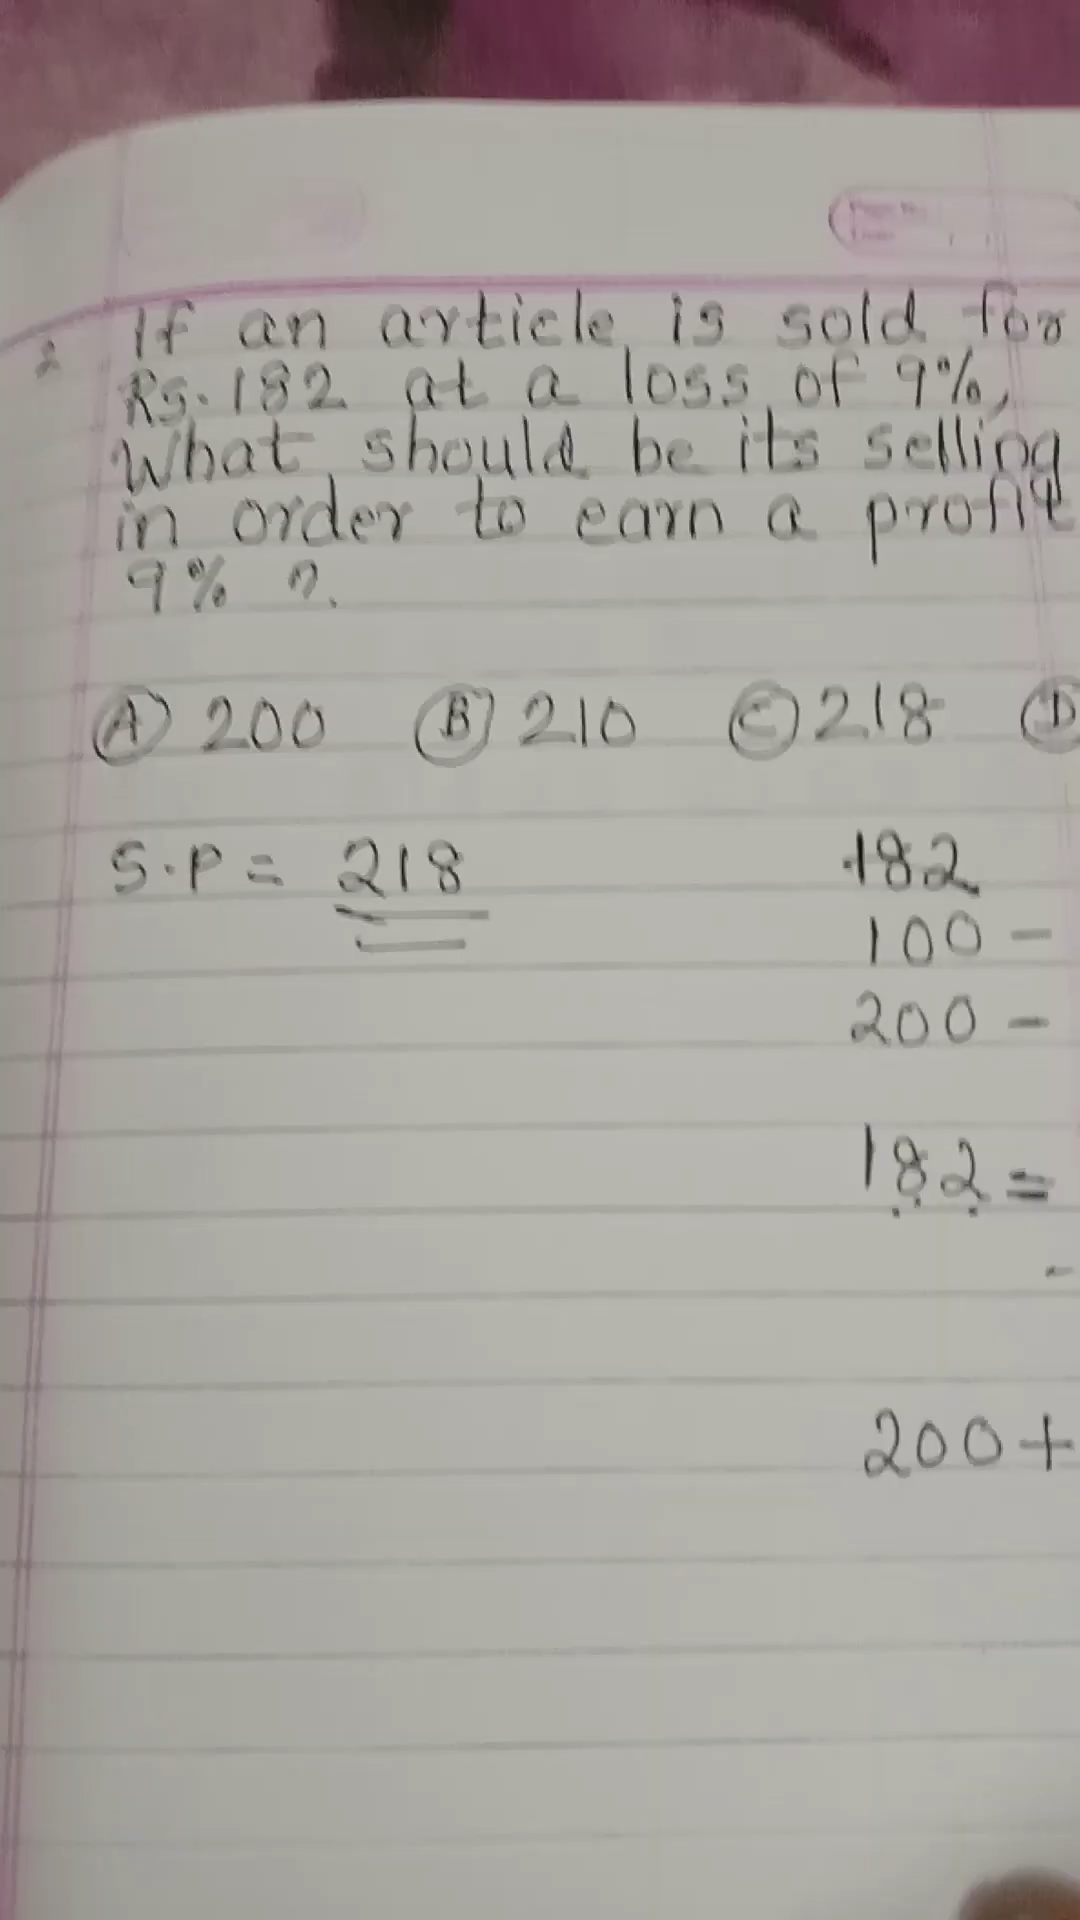 2. If an article is sold for
Rs. 182 at a loss of 9%,
What should be its selling
in order to earn a profit
9% ?.
(A) 200 (B) 210 (C) 218 (D
S.P = 218
182
100 -
200 -
182 =
-
200 +